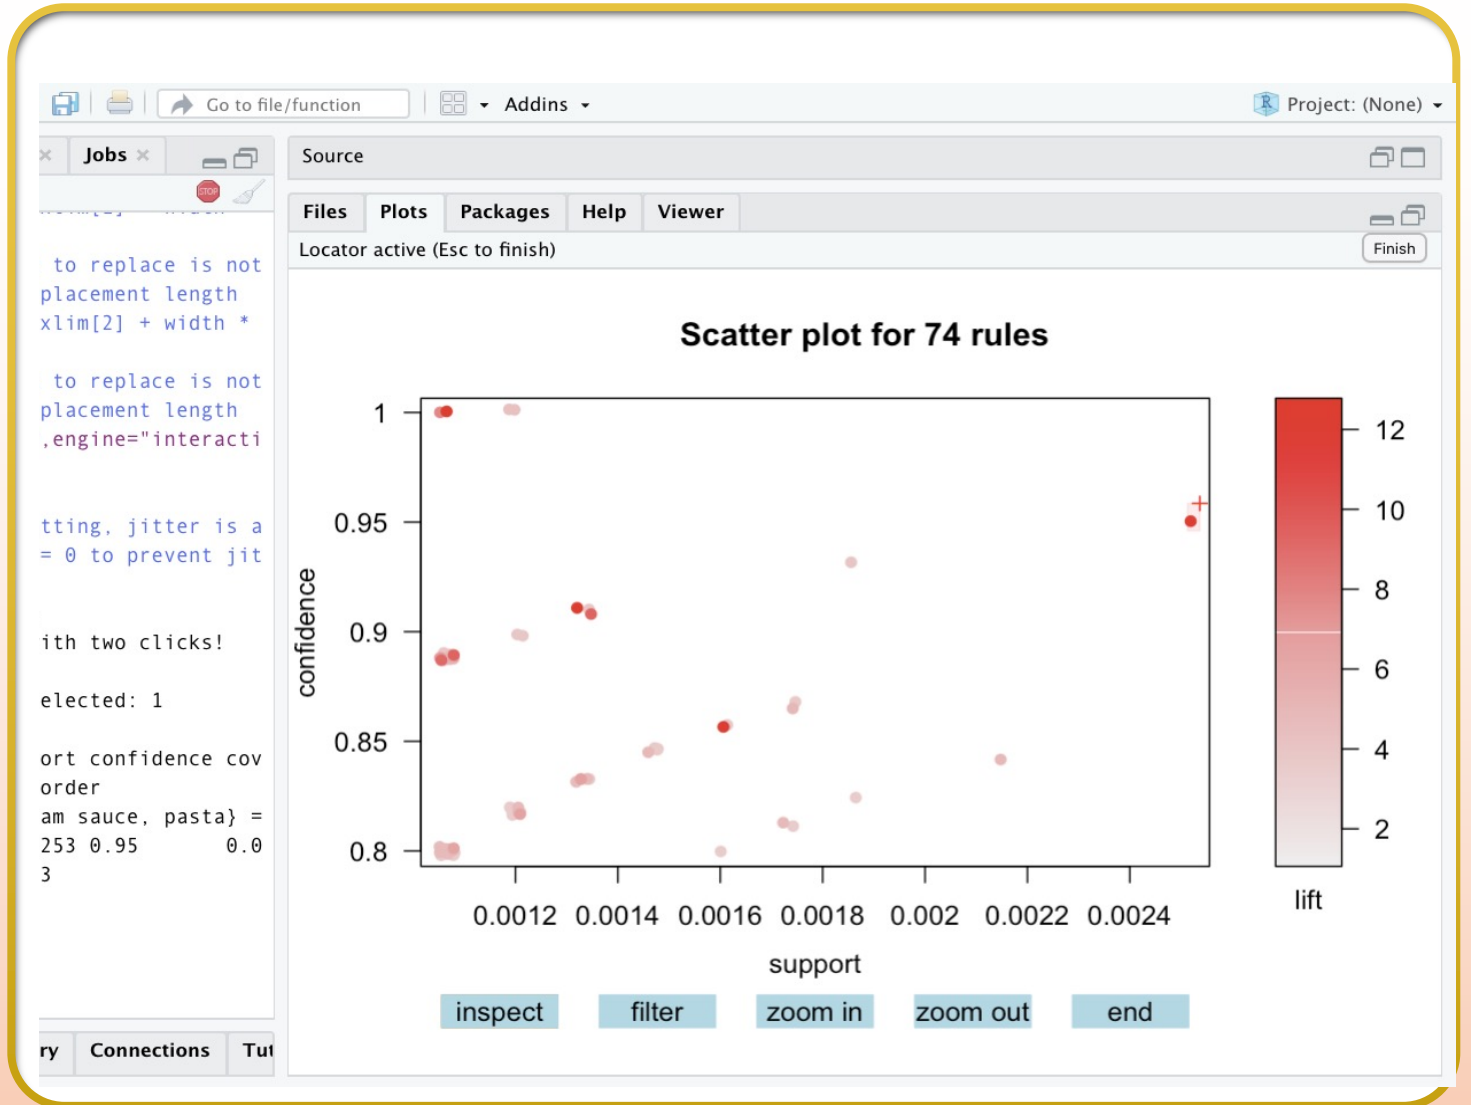 Go to file/function
Addins
Project: (None)
Jobs
Source
STOP
Files Plots Packages Help Viewer
Locator active (Esc to finish)
Finish
to replace is not
placement length
xlim[2] + width *
to replace is not
placement length
,engine="interacti
tting, jitter is a
= 0 to prevent jit
ith two clicks!
elected: 1
ort confidence cov
order
am sauce, pasta} =
253 0.95 0.0
3
ry Connections Tut
Scatter plot for 74 rules
1
0.95
0.9
0.85
0.8
confidence
0.0012 0.0014 0.0016 0.0018 0.002 0.0022 0.0024
support
12
10
8
6
4
2
lift
inspect filter zoom in zoom out end